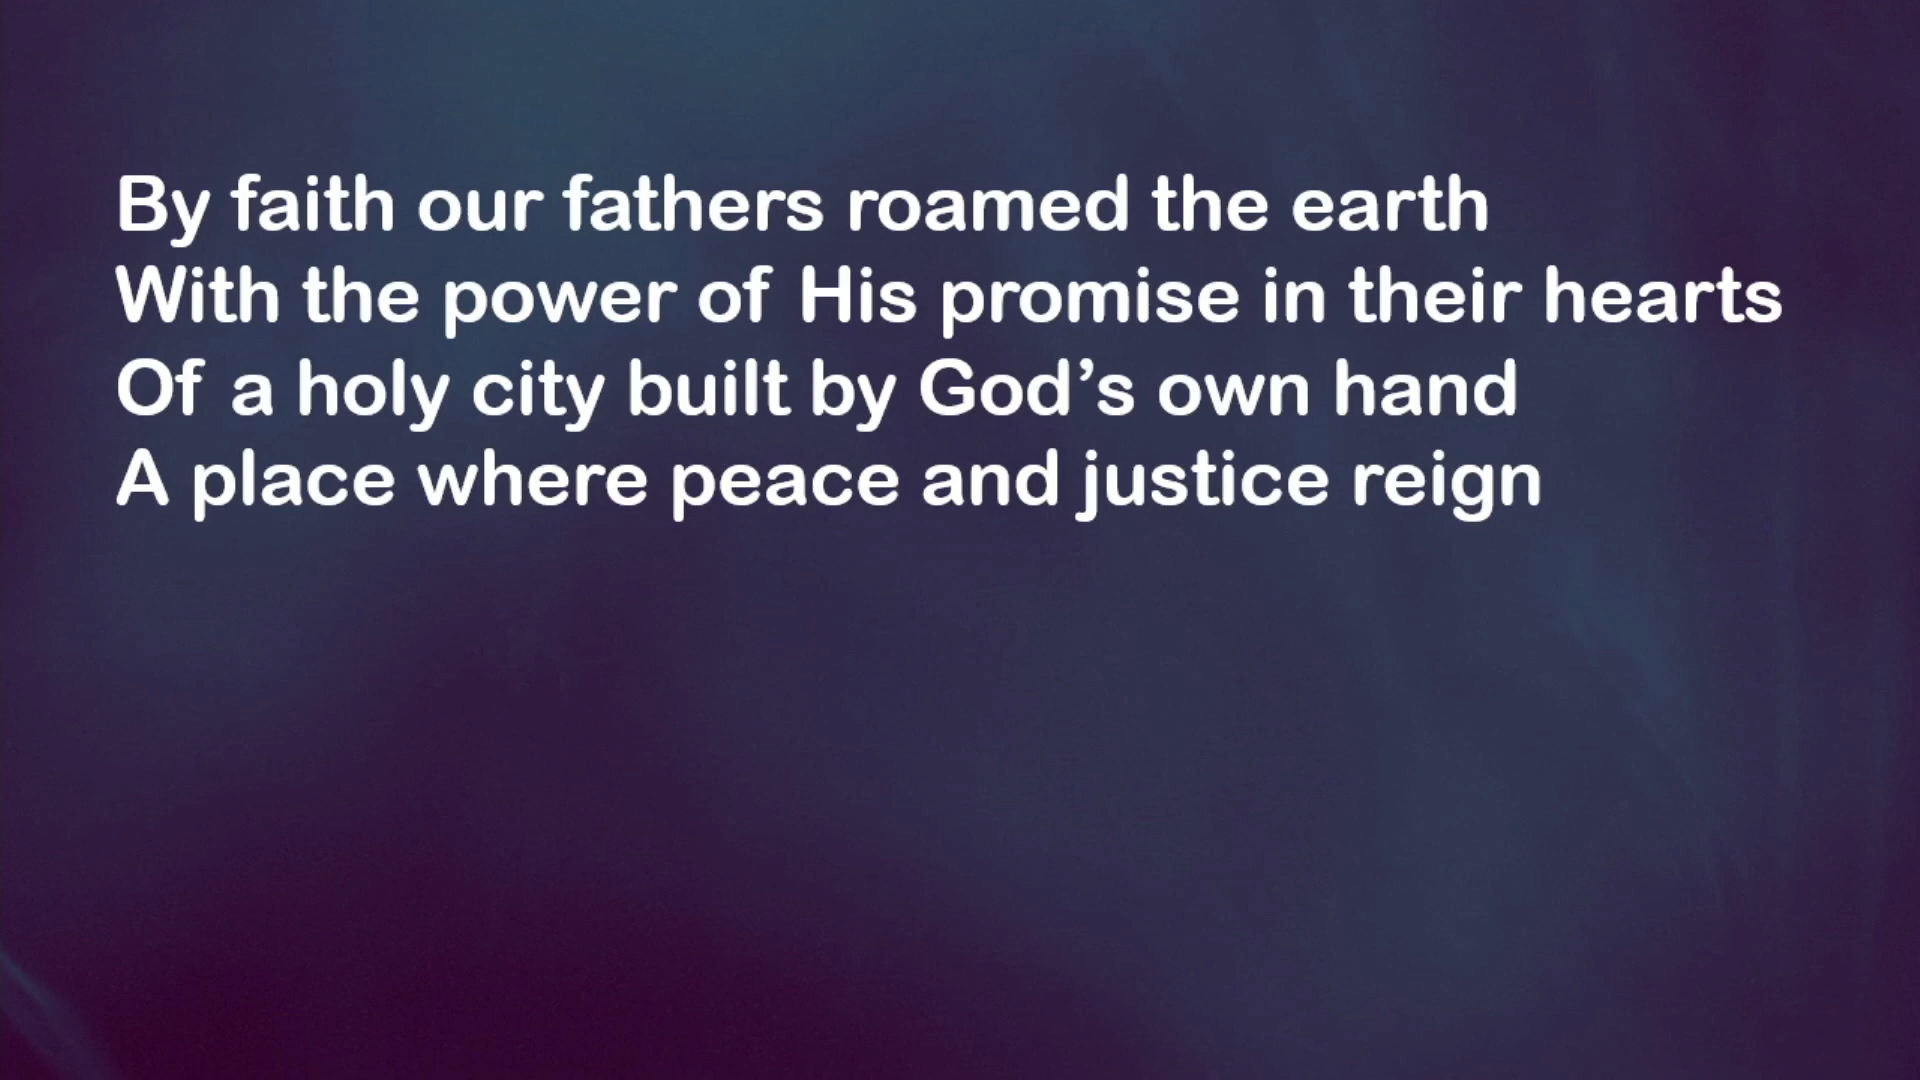 By faith our fathers roamed the earth
With the power of His promise in their hearts
Of a holy city built by God’s own hand
A place where peace and justice reign